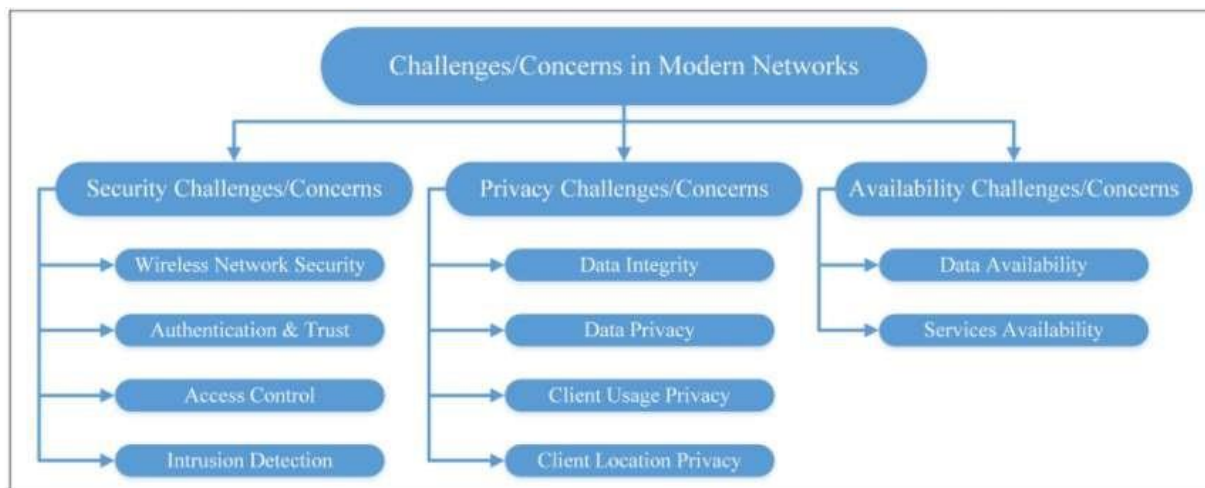 Challenges/Concerns in Modern Networks
Security Challenges/Concerns
Privacy Challenges/Concerns
Availability Challenges/Concerns
Wireless Network Security
Data Integrity
Data Availability
Authentication & Trust
Data Privacy
Services Availability
Access Control
Client Usage Privacy
Intrusion Detection
Client Location Privacy